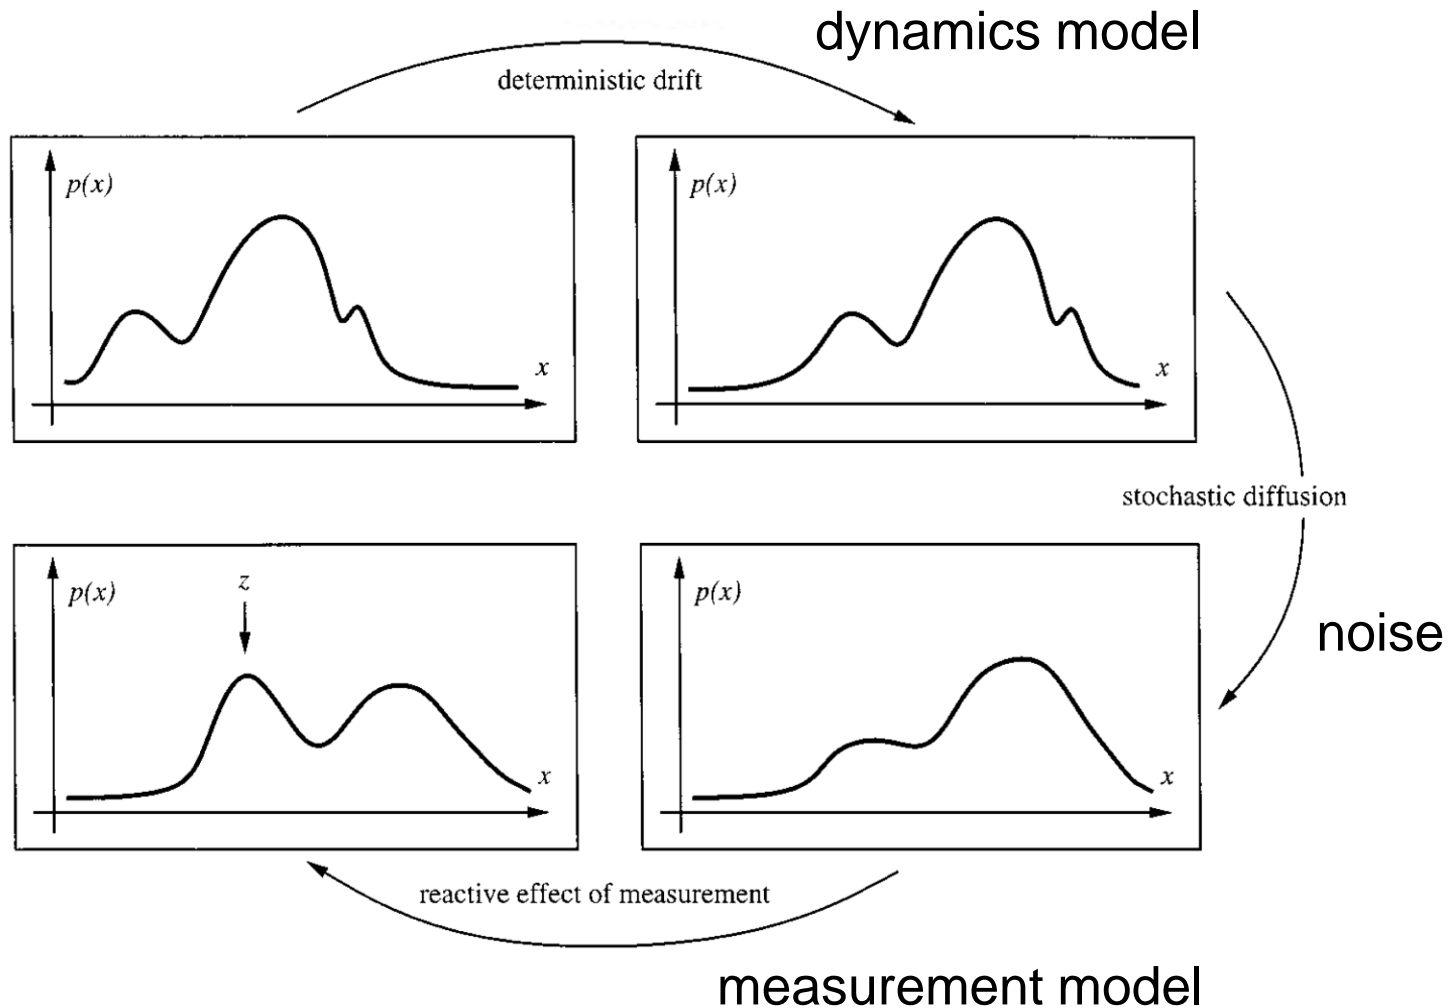 dynamics model
deterministic drift
p(x)
x
p(x)
x
stochastic diffusion
noise
z
p(x)
x
p(x)
x
reactive effect of measurement
measurement model